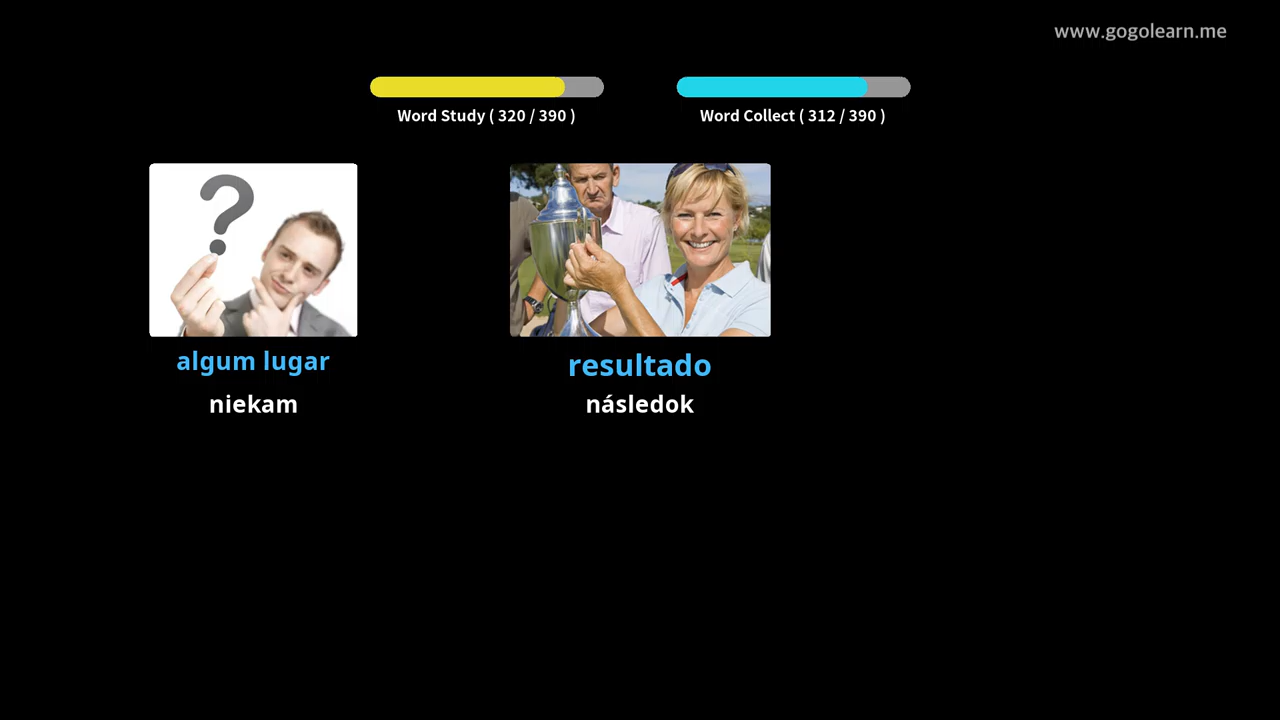 www.gogolearn.me
Word Study ( 320 / 390 )
Word Collect ( 312 / 390 )
algum lugar
niekam
resultado
následok